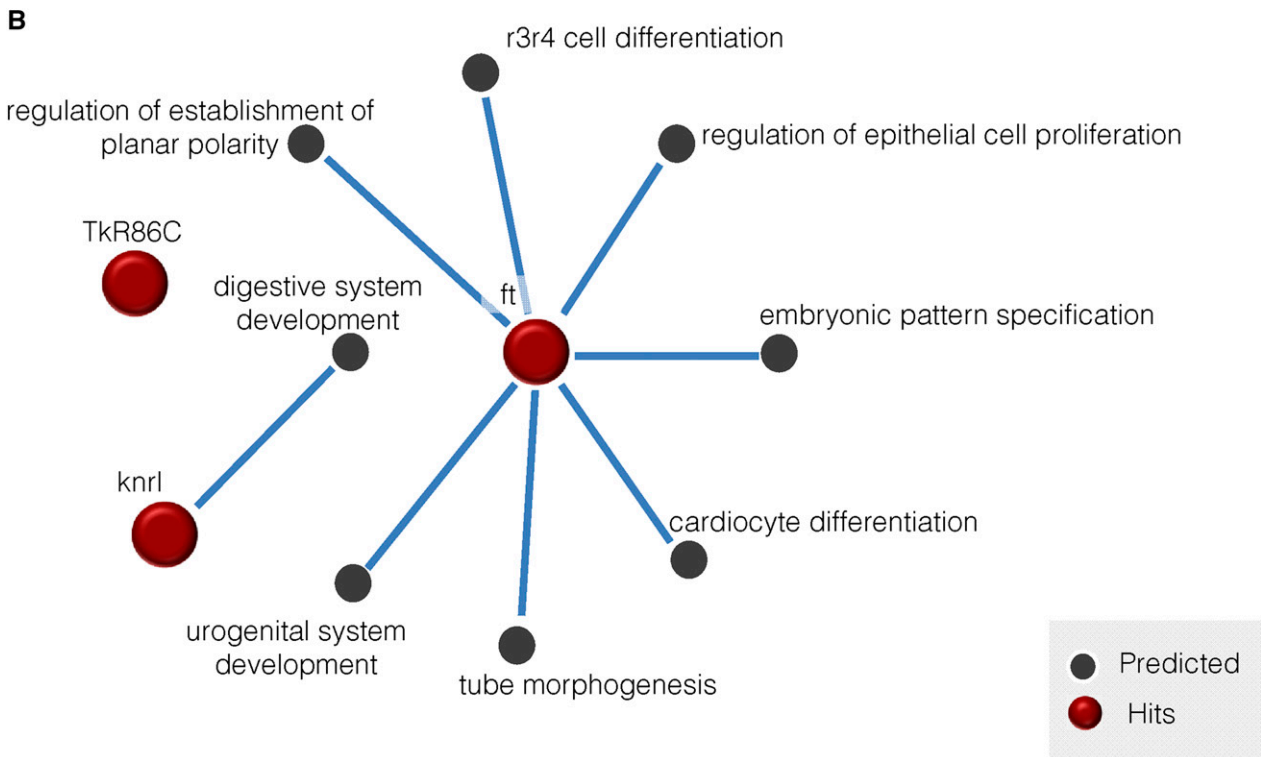 B
r3r4 cell differentiation
regulation of establishment of
planar polarity
regulation of epithelial cell proliferation
TkR86C
digestive system
development
ft
embryonic pattern specification
knrl
cardiocyte differentiation
urogenital system
development
tube morphogenesis
Predicted
Hits